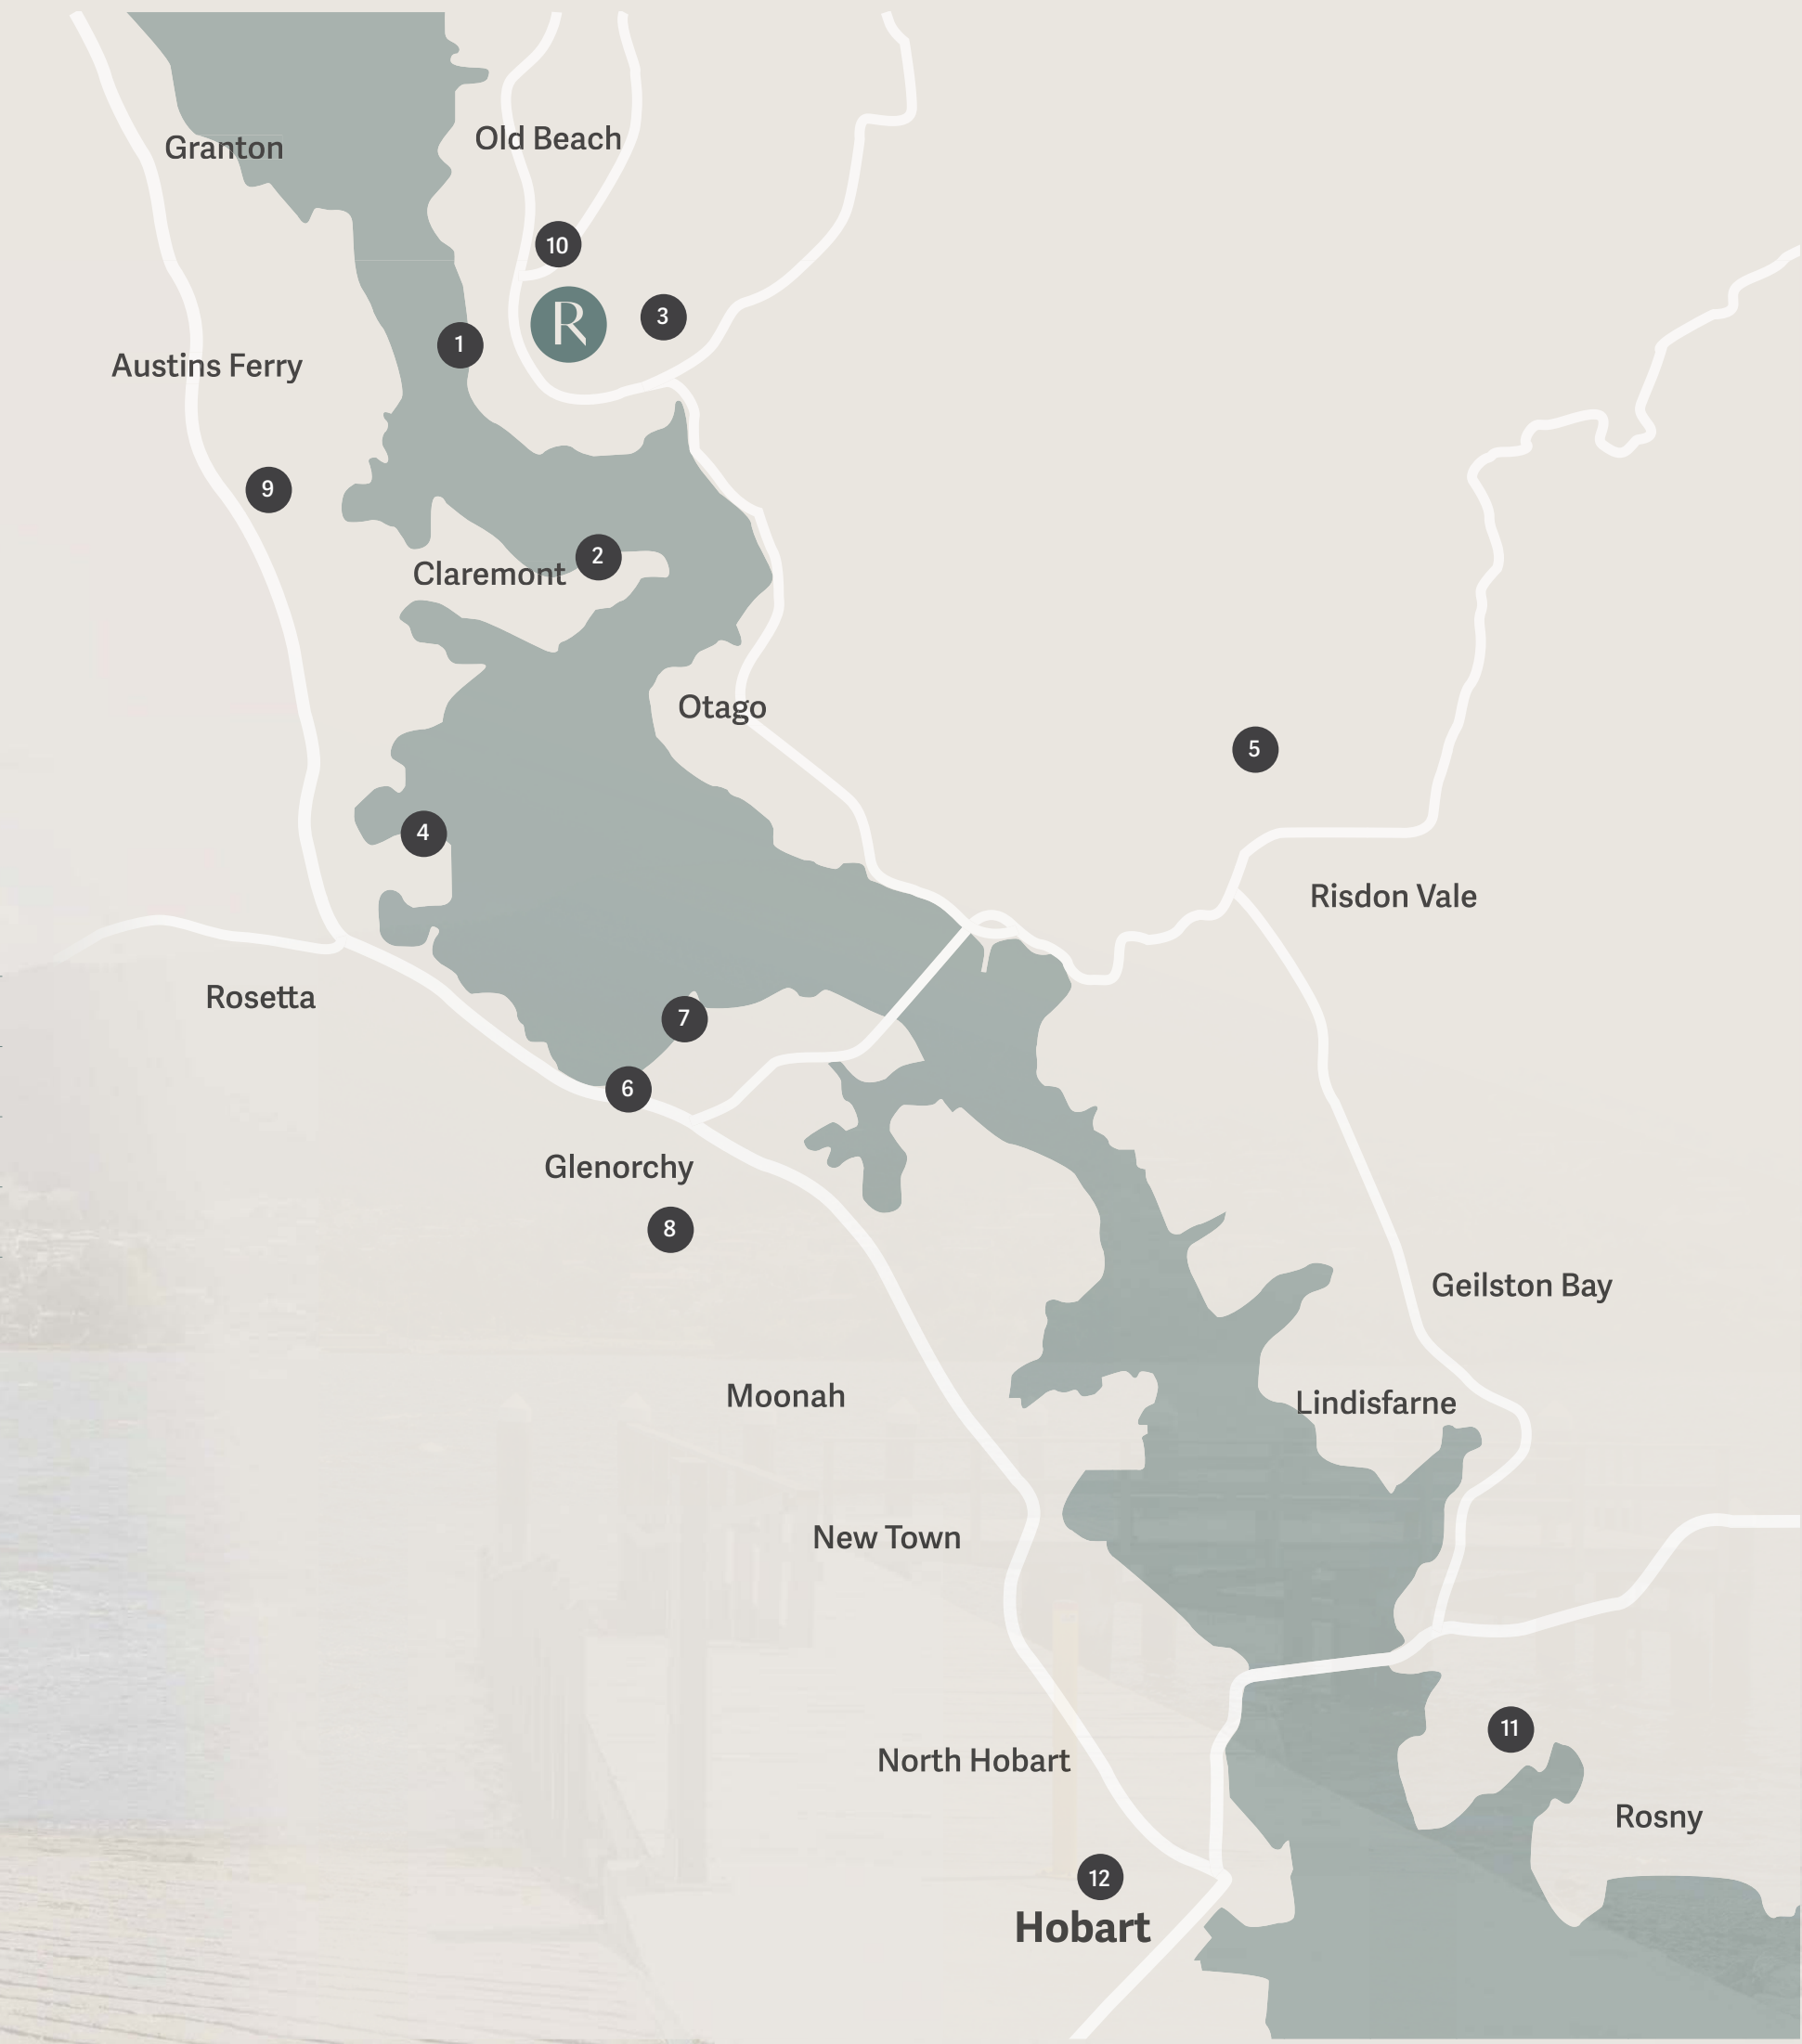 Old Beach
Granton
10
3
R
1
Austins Ferry
9
2
Claremont
Otago
5
4
Risdon Vale
Rosetta
7
6
Glenorchy
8
Geilston Bay
Moonah
Lindisfarne
New Town
11
North Hobart
Rosny
12
Hobart